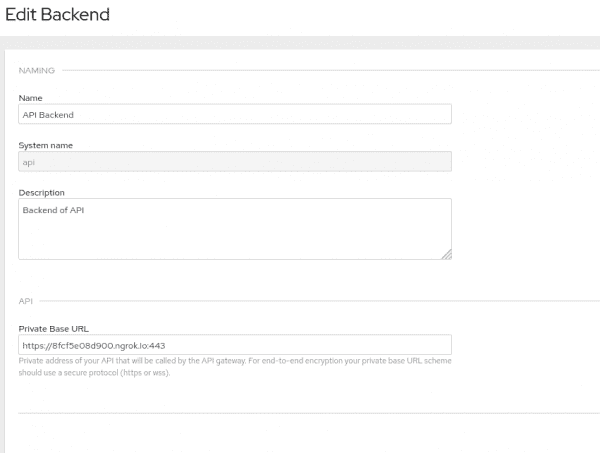 Edit Backend
NAMING
Name
API Backend
System name
api
Description
Backend of API
API
Private Base URL
https://8fcf5e08d900.ngrok.io:443
Private address of your API that will be called by the API gateway. For end-to-end encryption your private base URL scheme
should use a secure protocol (https or wss).